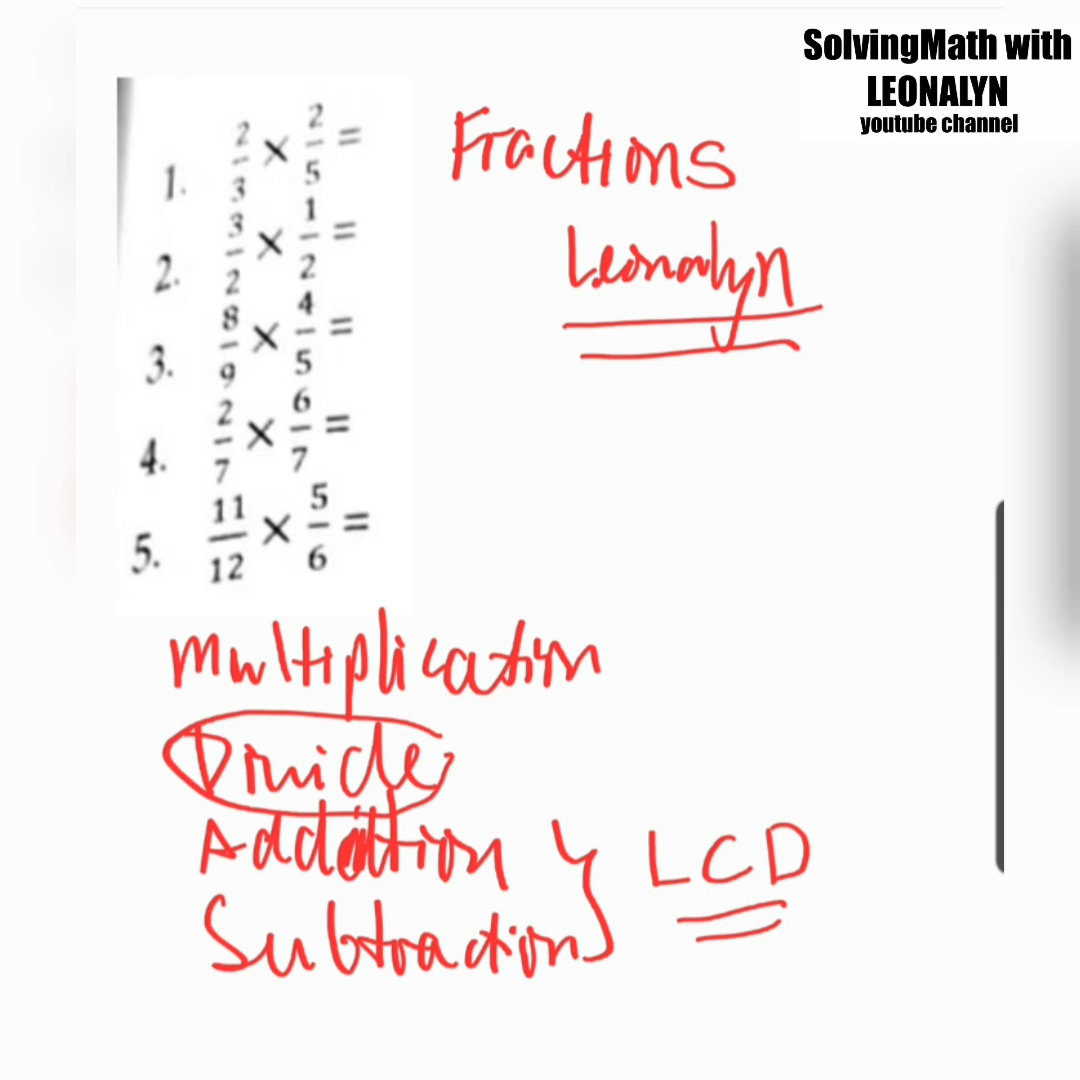 SolvingMath with
LEONALYN
youtube channel
Fractions
Leonalyn
1. 2/3 × 2/5 =
2. 3/2 × 1/2 =
3. 8/9 × 4/5 =
4. 2/7 × 6/7 =
5. 11/12 × 5/6 =
Multiplication
Divide
Addition
Subtraction
LCD